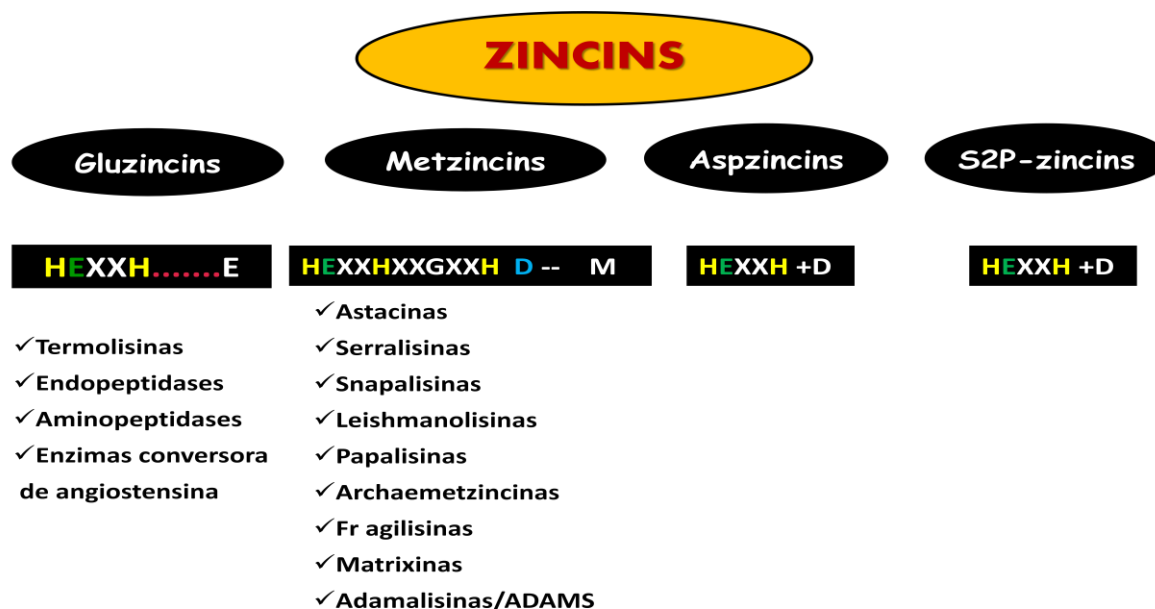 ZINCINS
Gluzincins
Metzincins
Aspzincins
S2P-zincins
HEXXH.......E
HEXXHXXGXXH D -- M
HEXXH +D
HEXXH +D
✓Termolisinas
✓Endopeptidases
✓Aminopeptidases
✓Enzimas conversora
de angiostensina
✓Astacinas
✓Serralisinas
✓Snapalisinas
✓Leishmanolisinas
✓Papalisinas
✓Archaemetzincinas
✓Fr agilisinas
✓Matrixinas
✓Adamalisinas/ADAMS